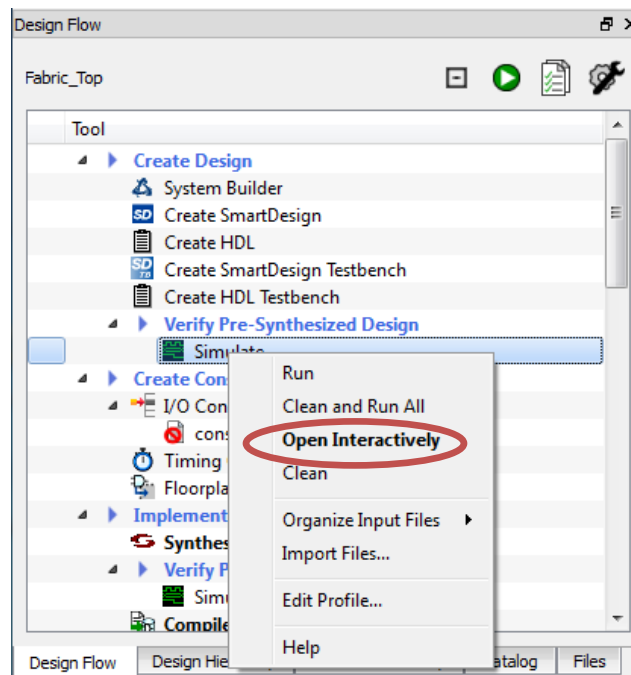 Design Flow
Fabric_Top
Tool
Create Design
System Builder
SD Create SmartDesign
Create HDL
Create SmartDesign Testbench
Create HDL Testbench
Verify Pre-Synthesized Design
Simulate
Run
Create Con
Clean and Run All
I/O Con
Open Interactively
cons
Clean
Timing
Floorpla
Organize Input Files
Implement
Import Files...
Synthes
Verify P
Edit Profile...
Simu
Compile
Help
Design Flow
Design Hie
atalog
Files